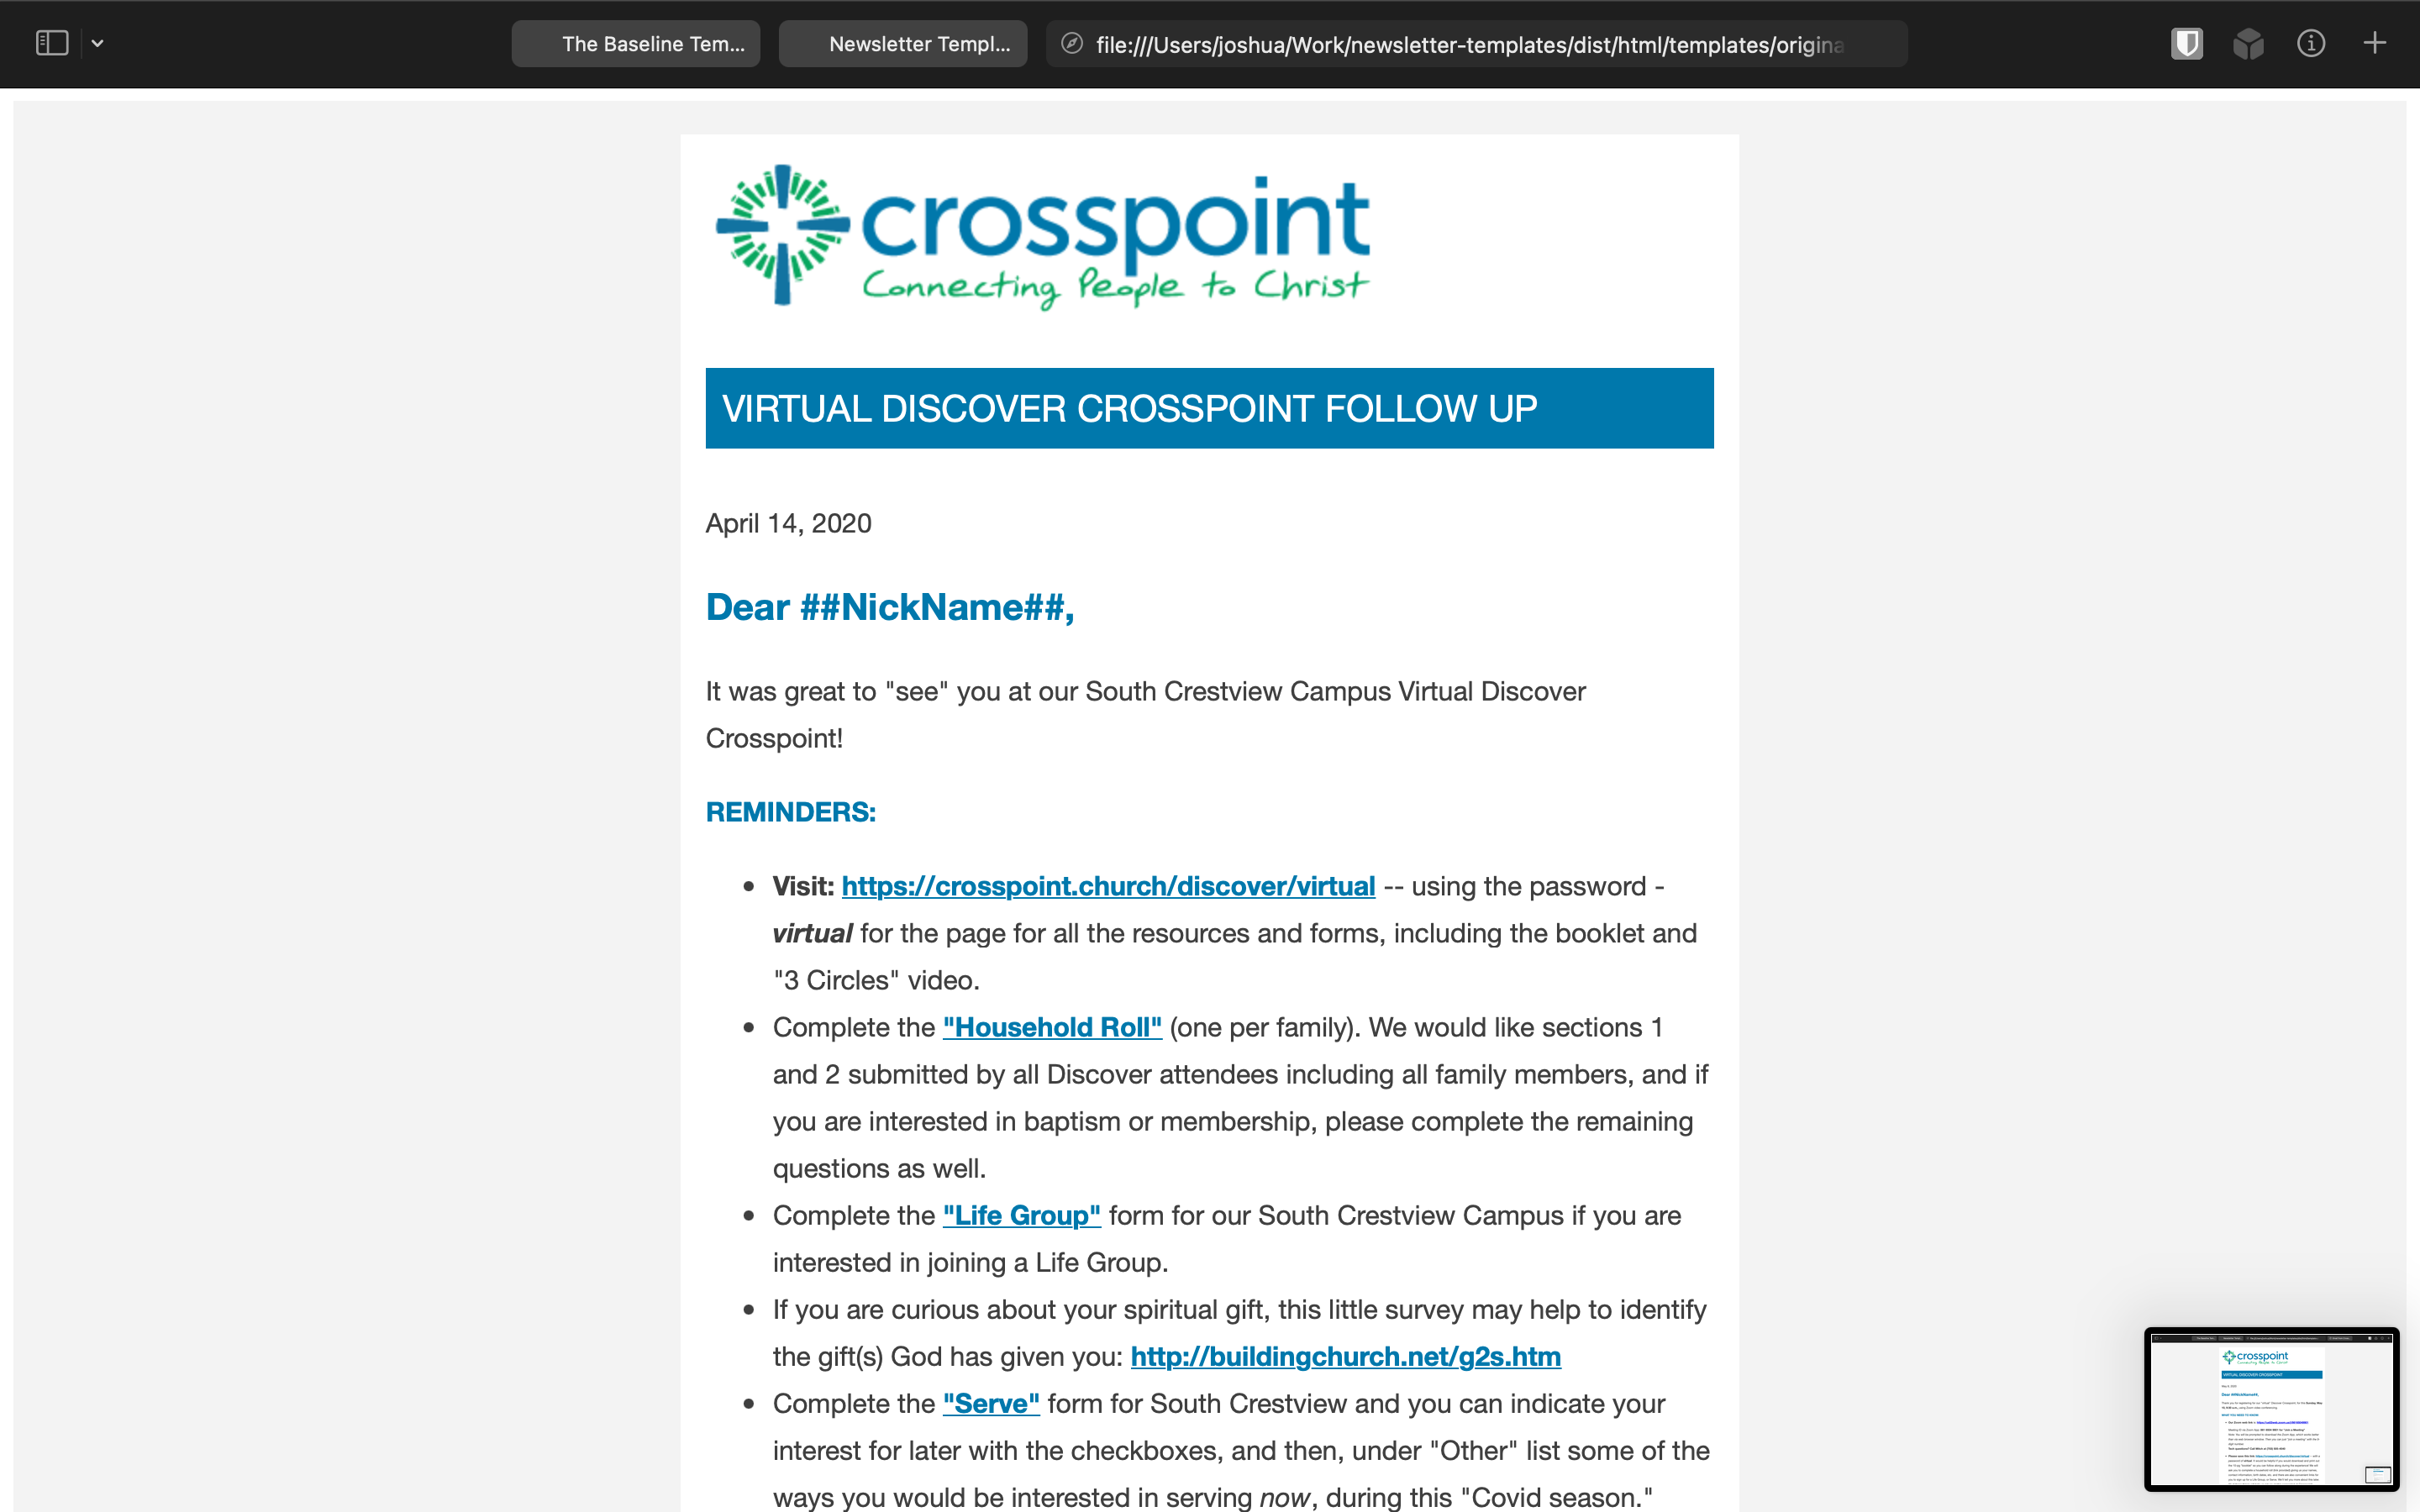 The Baseline Tem...
Newsletter Templ...
file:///Users/joshua/Work/newsletter-templates/dist/html/templates/origina
crosspoint
Connecting People to Christ
VIRTUAL DISCOVER CROSSPOINT FOLLOW UP
April 14, 2020
Dear ##NickName##,
It was great to "see" you at our South Crestview Campus Virtual Discover
Crosspoint!
REMINDERS:
• Visit: https://crosspoint.church/discover/virtual -- using the password -
virtual for the page for all the resources and forms, including the booklet and
"3 Circles" video.
• Complete the "Household Roll" (one per family). We would like sections 1
and 2 submitted by all Discover attendees including all family members, and if
you are interested in baptism or membership, please complete the remaining
questions as well.
• Complete the "Life Group" form for our South Crestview Campus if you are
interested in joining a Life Group.
• If you are curious about your spiritual gift, this little survey may help to identify
the gift(s) God has given you: http://buildingchurch.net/g2s.htm
• Complete the "Serve" form for South Crestview and you can indicate your
interest for later with the checkboxes, and then, under "Other" list some of the
ways you would be interested in serving now, during this "Covid season."
crosspoint
Connecting People to Christ
VIRTUAL DISCOVER CROSSPOINT
Dear ##NickName##,